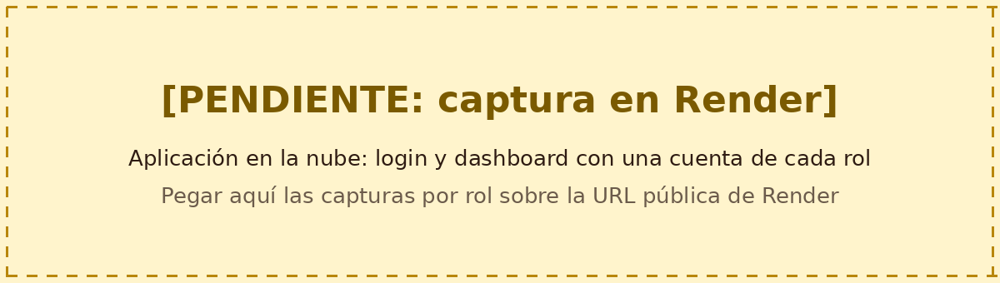 [PENDIENTE: captura en Render]
Aplicación en la nube: login y dashboard con una cuenta de cada rol
Pegar aquí las capturas por rol sobre la URL pública de Render